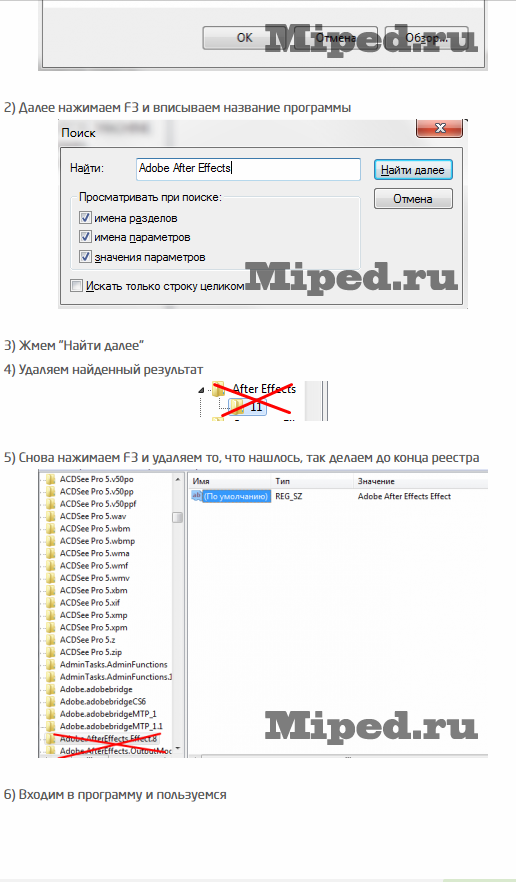 OK
Отмена
Обзор...
Miped.ru
2) Далее нажимаем F3 и вписываем название программы
Поиск
Найти:
Adobe After Effects
Найти далее
Просматривать при поиске:
Отмена
имена разделов
имена параметров
значения параметров
Искать только строку целиком
Miped.ru
3) Жмем "Найти далее"
4) Удаляем найденный результат
After Effects
11
5) Снова нажимаем F3 и удаляем то, что нашлось, так делаем до конца реестра
ACDSee Pro 5.v50po
ACDSee Pro 5.v50pp
ACDSee Pro 5.v50ppf
ACDSee Pro 5.wav
ACDSee Pro 5.wbm
ACDSee Pro 5.wbmp
ACDSee Pro 5.wma
ACDSee Pro 5.wmf
ACDSee Pro 5.wmv
ACDSee Pro 5.xbm
ACDSee Pro 5.xif
ACDSee Pro 5.xmp
ACDSee Pro 5.xpm
ACDSee Pro 5.z
ACDSee Pro 5.zip
AdminTasks.AdminFunctions
AdminTasks.AdminFunctions.1
Adobe.adobebridge
Adobe.adobebridgeCS6
Adobe.adobebridgeMTP_1
Adobe.adobebridgeMTP_1.1
Adobe.AfterEffects.Effect.8
Adobe.AfterEffects.OutputMod
Имя Тип Значение
ab (По умолчанию) REG_SZ Adobe After Effects Effect
Miped.ru
6) Входим в программу и пользуемся